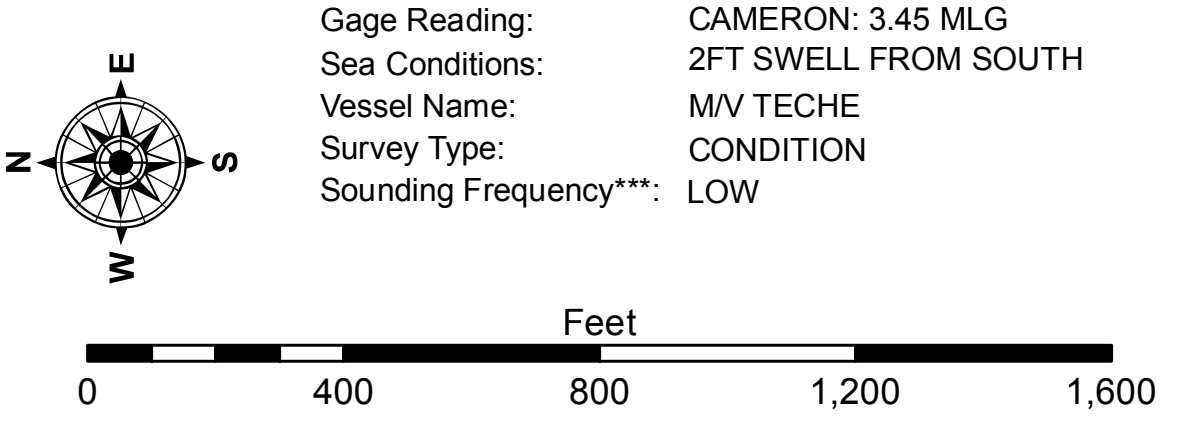 Gage Reading: CAMERON: 3.45 MLG
Sea Conditions: 2FT SWELL FROM SOUTH
Vessel Name: M/V TECHE
Survey Type: CONDITION
Sounding Frequency***: LOW
E
N S
W
Feet
0 400 800 1,200 1,600